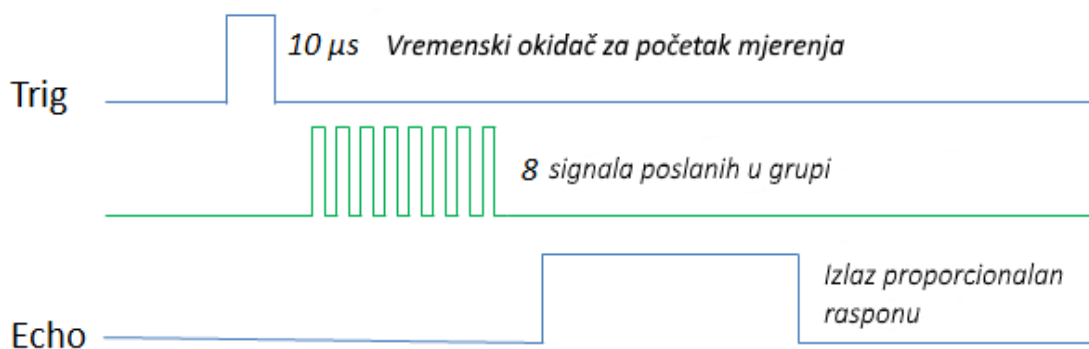 10 μs Vremenski okidač za početak mjerenja
Trig
8 signala poslanih u grupi
Izlaz proporcionalan
rasponu
Echo